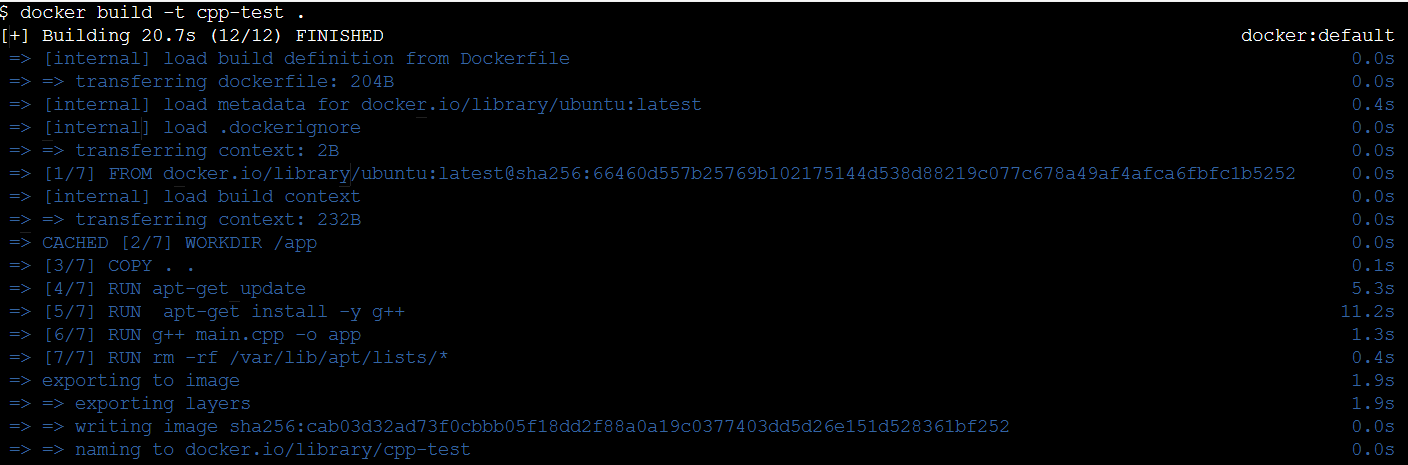 $ docker build -t cpp-test .
[+] Building 20.7s (12/12) FINISHED docker:default
=> [internal] load build definition from Dockerfile 0.0s
=> => transferring dockerfile: 204B 0.0s
=> [internal] load metadata for docker.io/library/ubuntu:latest 0.4s
=> [internal] load .dockerignore 0.0s
=> => transferring context: 2B 0.0s
=> [1/7] FROM docker.io/library/ubuntu:latest@sha256:66460d557b25769b102175144d538d88219c077c678a49af4afca6fbfc1b5252 0.0s
=> [internal] load build context 0.0s
=> => transferring context: 232B 0.0s
=> CACHED [2/7] WORKDIR /app 0.0s
=> [3/7] COPY . . 0.1s
=> [4/7] RUN apt-get update 5.3s
=> [5/7] RUN  apt-get install -y g++ 11.2s
=> [6/7] RUN g++ main.cpp -o app 1.3s
=> [7/7] RUN rm -rf /var/lib/apt/lists/* 0.4s
=> exporting to image 1.9s
=> => exporting layers 1.9s
=> => writing image sha256:cab03d32ad73f0cbbb05f18dd2f88a0a19c0377403dd5d26e151d528361bf252 0.0s
=> => naming to docker.io/library/cpp-test 0.0s